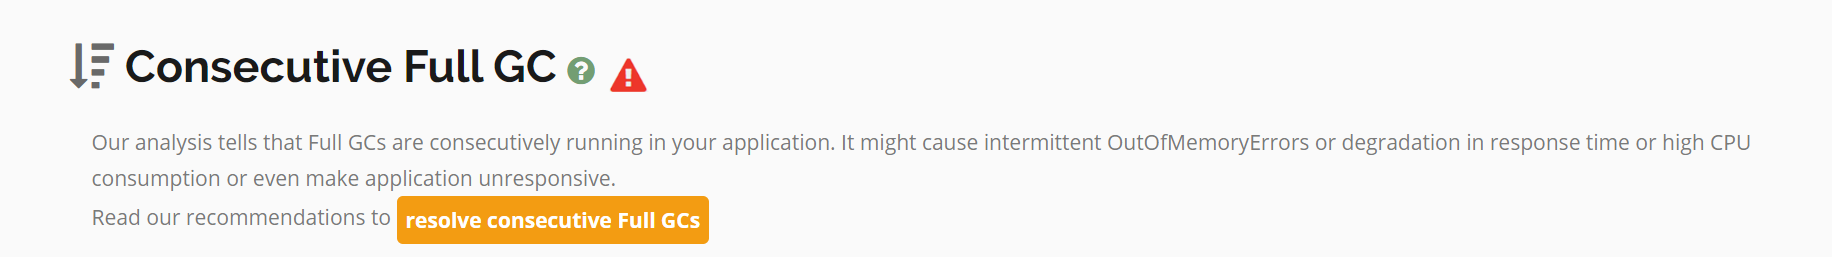 Consecutive Full GC
Our analysis tells that Full GCs are consecutively running in your application. It might cause intermittent OutOfMemoryErrors or degradation in response time or high CPU
consumption or even make application unresponsive.
Read our recommendations to resolve consecutive Full GCs